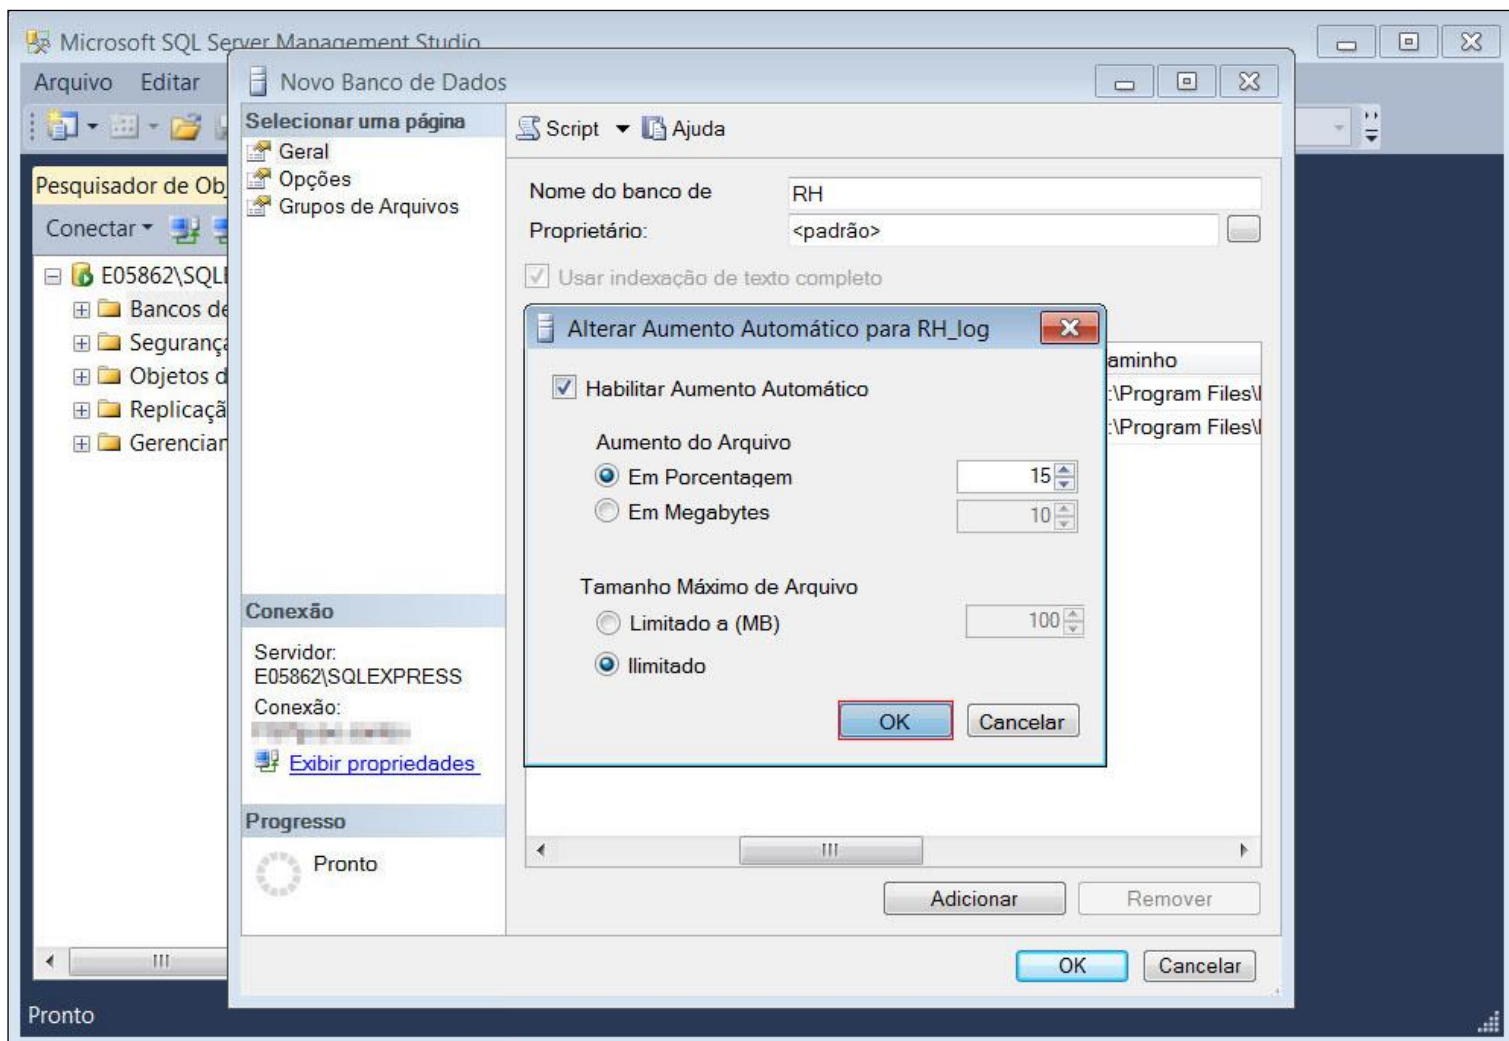 Microsoft SQL Server Management Studio
Arquivo Editar
Novo Banco de Dados
Selecionar uma página
Geral
Opções
Grupos de Arquivos
Script
Ajuda
Pesquisador de Obj
Conectar
E05862\SQLE
Bancos de
Segurança
Objetos d
Replicaçã
Gerencian
Nome do banco de
RH
Proprietário:
<padrão>
Usar indexação de texto completo
aminho
:\Program Files\
:\Program Files\
Alterar Aumento Automático para RH_log
Habilitar Aumento Automático
Aumento do Arquivo
Em Porcentagem 15
Em Megabytes 10
Tamanho Máximo de Arquivo
Limitado a (MB) 100
Ilimitado
OK Cancelar
Conexão
Servidor:
E05862\SQLEXPRESS
Conexão:
Exibir propriedades
Progresso
Pronto
Adicionar Remover
OK Cancelar
Pronto